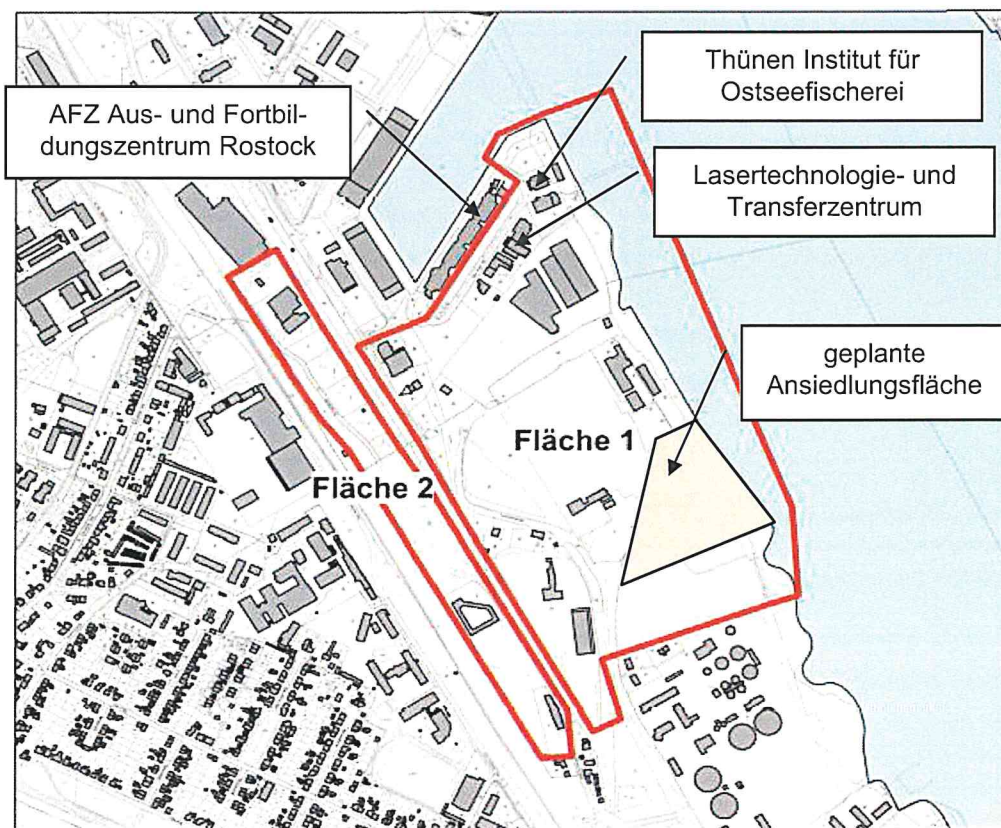 Thünen Institut für
Ostseefischerei
AFZ Aus- und Fortbil-
dungszentrum Rostock
Lasertechnologie- und
Transferzentrum
geplante
Ansiedlungsfläche
Fläche 1
Fläche 2